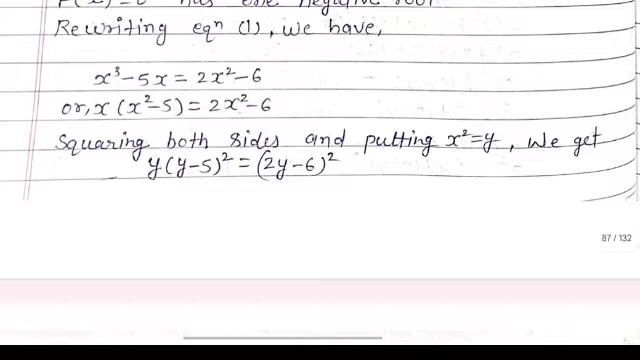 Rewriting eqⁿ (1), we have,
x³ - 5x = 2x² - 6
or, x (x² - 5) = 2x² - 6
Squaring both sides and putting x² = y, we get
y(y-5)² = (2y-6)²
87 / 132